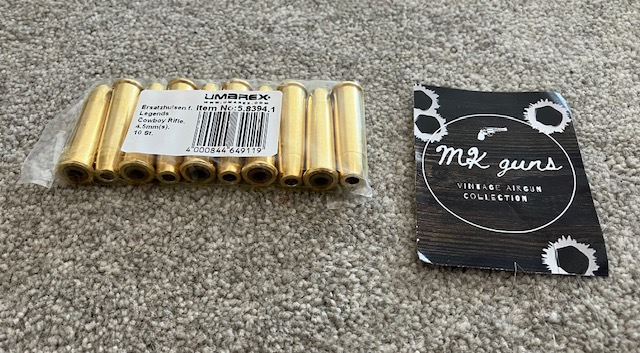 UMAREX
WWW.UMAREX.COM
Ersatzhülsen f.
Legends
Cowboy Rifle,
4.5mm(s),
10 St.
Item No:5.8394.1
4 000844 649119
MK guns
VINTAGE AIRGUN
COLLECTION